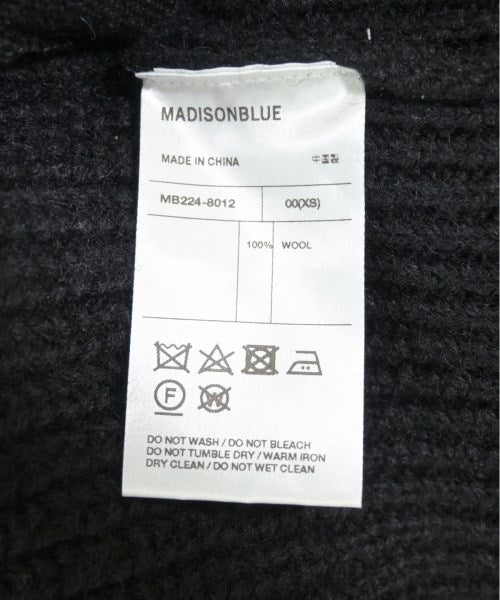 MADISONBLUE
MADE IN CHINA 中国製
MB224-8012 00(XS)
100% WOOL
F W
DO NOT WASH / DO NOT BLEACH
DO NOT TUMBLE DRY / WARM IRON
DRY CLEAN / DO NOT WET CLEAN